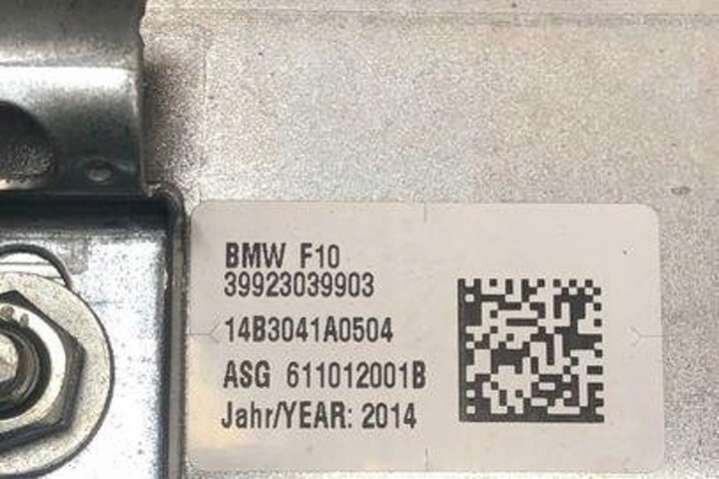 BMW F10
39923039903
14B3041A0504
ASG 611012001B
Jahr/YEAR: 2014